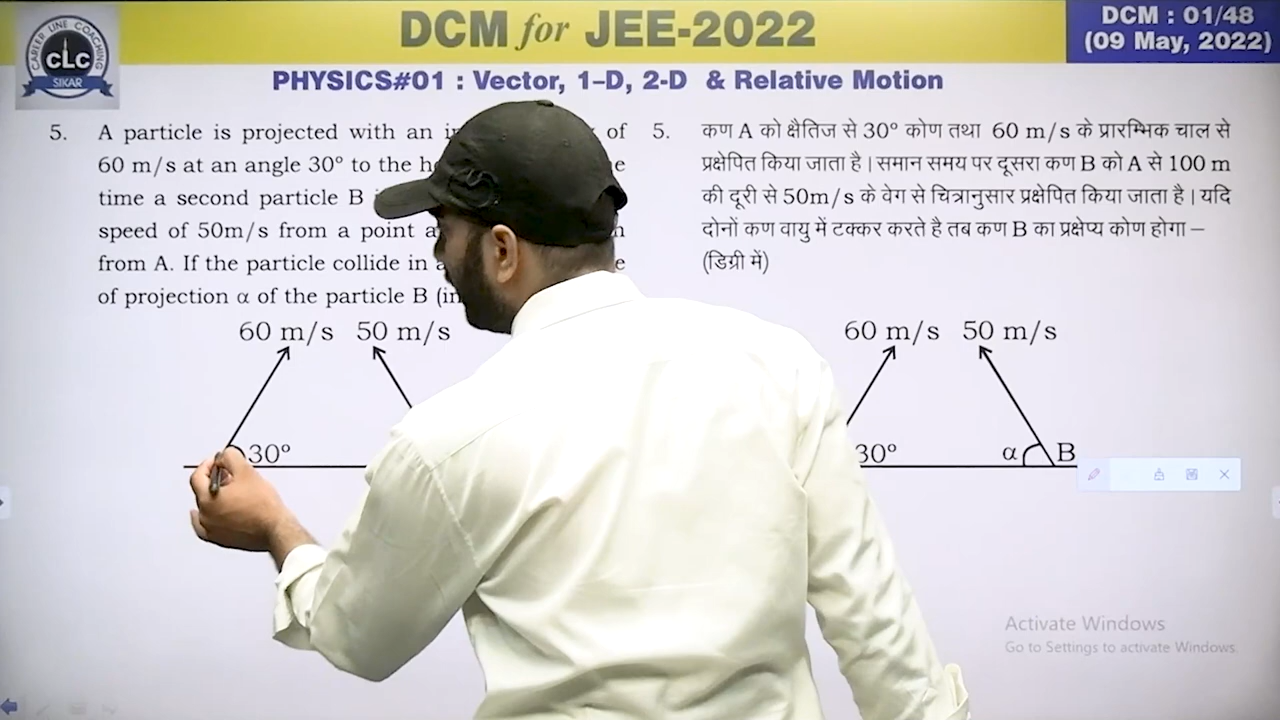 DCM for JEE-2022
DCM : 01/48
(09 May, 2022)
CAREER LINE COACHING
CLC
SIKAR
PHYSICS#01 : Vector, 1–D, 2-D & Relative Motion
5. A particle is projected with an of
60 m/s at an angle 30° to the
time a second particle B
speed of 50m/s from a point
from A. If the particle collide in
of projection α of the particle B
60 m/s 50 m/s
30°
5. कण A को क्षैतिज से 30° कोण तथा 60 m/s के प्रारम्भिक चाल से
प्रक्षेपित किया जाता है। समान समय पर दूसरा कण B को A से 100 m
की दूरी से 50m/s के वेग से चित्रानुसार प्रक्षेपित किया जाता है। यदि
दोनों कण वायु में टक्कर करते है तब कण B का प्रक्षेप्य कोण होगा –
(डिग्री में)
60 m/s 50 m/s
30° α B
Activate Windows
Go to Settings to activate Windows.